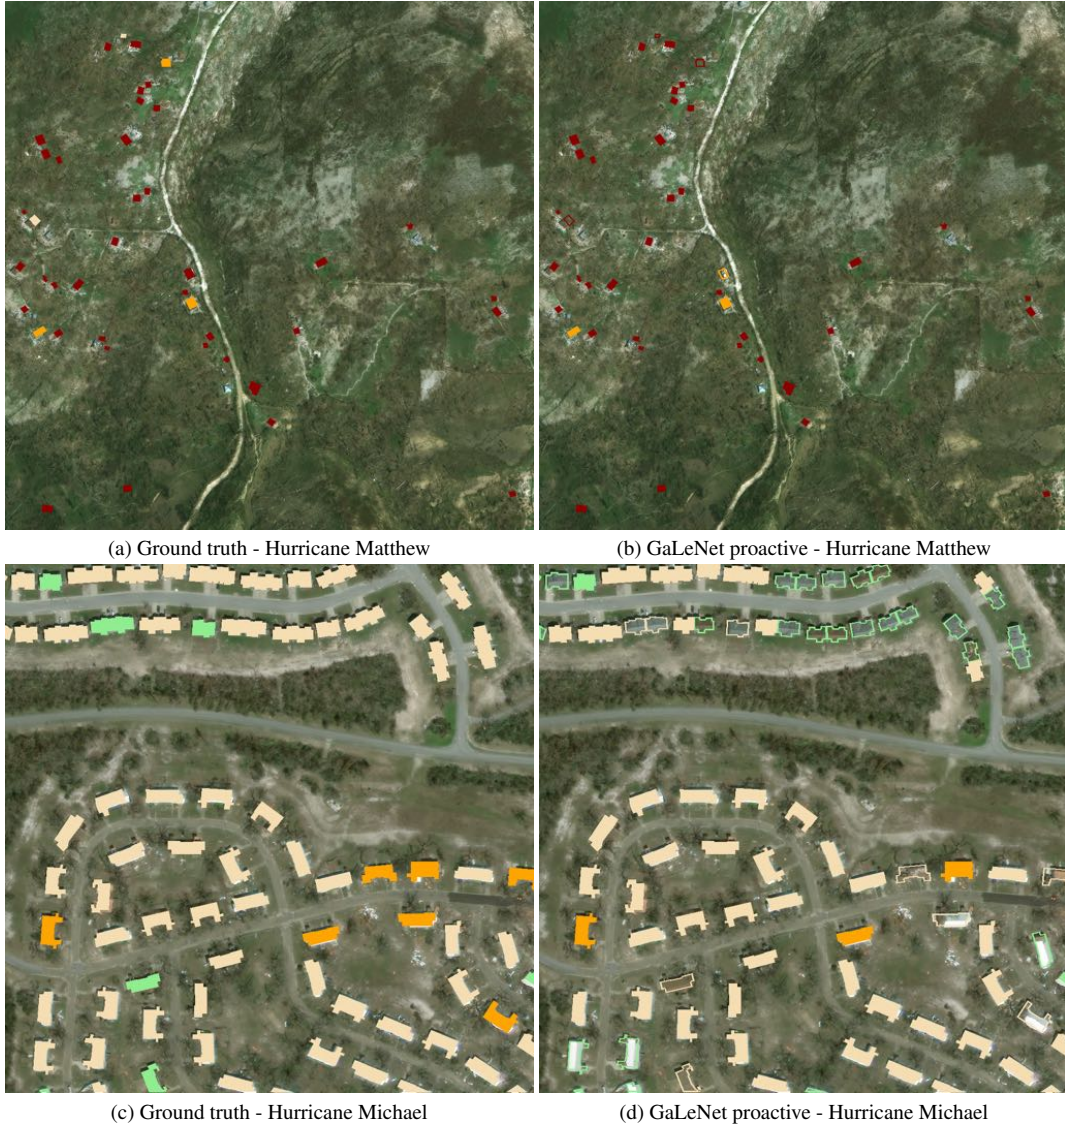 (a) Ground truth - Hurricane Matthew
(b) GaLeNet proactive - Hurricane Matthew
(c) Ground truth - Hurricane Michael
(d) GaLeNet proactive - Hurricane Michael